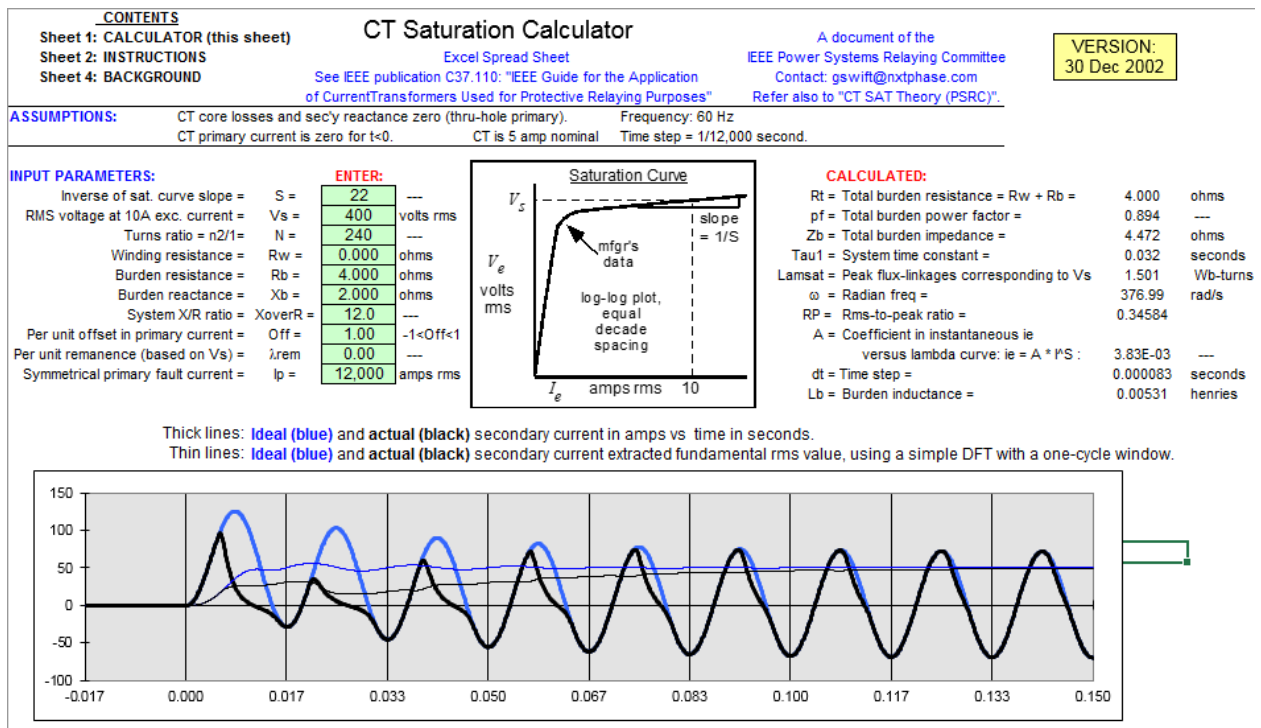 CONTENTS
Sheet 1: CALCULATOR (this sheet)
Sheet 2: INSTRUCTIONS
Sheet 4: BACKGROUND
CT Saturation Calculator
Excel Spread Sheet
See IEEE publication C37.110: "IEEE Guide for the Application
of CurrentTransformers Used for Protective Relaying Purposes"
A document of the
IEEE Power Systems Relaying Committee
Contact: gswift@nxtphase.com
Refer also to "CT SAT Theory (PSRC)".
VERSION:
30 Dec 2002
ASSUMPTIONS: CT core losses and sec'y reactance zero (thru-hole primary). Frequency: 60 Hz
CT primary current is zero for t<0. CT is 5 amp nominal Time step = 1/12,000 second.
INPUT PARAMETERS: ENTER:
Inverse of sat. curve slope = S = 22 ---
RMS voltage at 10A exc. current = Vs = 400 volts rms
Turns ratio = n2/1= N = 240 ---
Winding resistance = Rw = 0.000 ohms
Burden resistance = Rb = 4.000 ohms
Burden reactance = Xb = 2.000 ohms
System X/R ratio = XoverR = 12.0 ---
Per unit offset in primary current = Off = 1.00 -1<Off<1
Per unit remanence (based on Vs) = λrem 0.00 ---
Symmetrical primary fault current = Ip = 12,000 amps rms
Saturation Curve
Vs
slope
= 1/S
mfgr's
data
Ve
volts
rms
log-log plot,
equal
decade
spacing
Ie amps rms 10
CALCULATED:
Rt = Total burden resistance = Rw + Rb = 4.000 ohms
pf = Total burden power factor = 0.894 ---
Zb = Total burden impedance = 4.472 ohms
Tau1 = System time constant = 0.032 seconds
Lamsat = Peak flux-linkages corresponding to Vs 1.501 Wb-turns
ω = Radian freq = 376.99 rad/s
RP = Rms-to-peak ratio = 0.34584
A = Coefficient in instantaneous ie
versus lambda curve: ie = A * l^S : 3.83E-03 ---
dt = Time step = 0.000083 seconds
Lb = Burden inductance = 0.00531 henries
Thick lines: Ideal (blue) and actual (black) secondary current in amps vs time in seconds.
Thin lines: Ideal (blue) and actual (black) secondary current extracted fundamental rms value, using a simple DFT with a one-cycle window.
150
100
50
0
-50
-100
-0.017 0.000 0.017 0.033 0.050 0.067 0.083 0.100 0.117 0.133 0.150